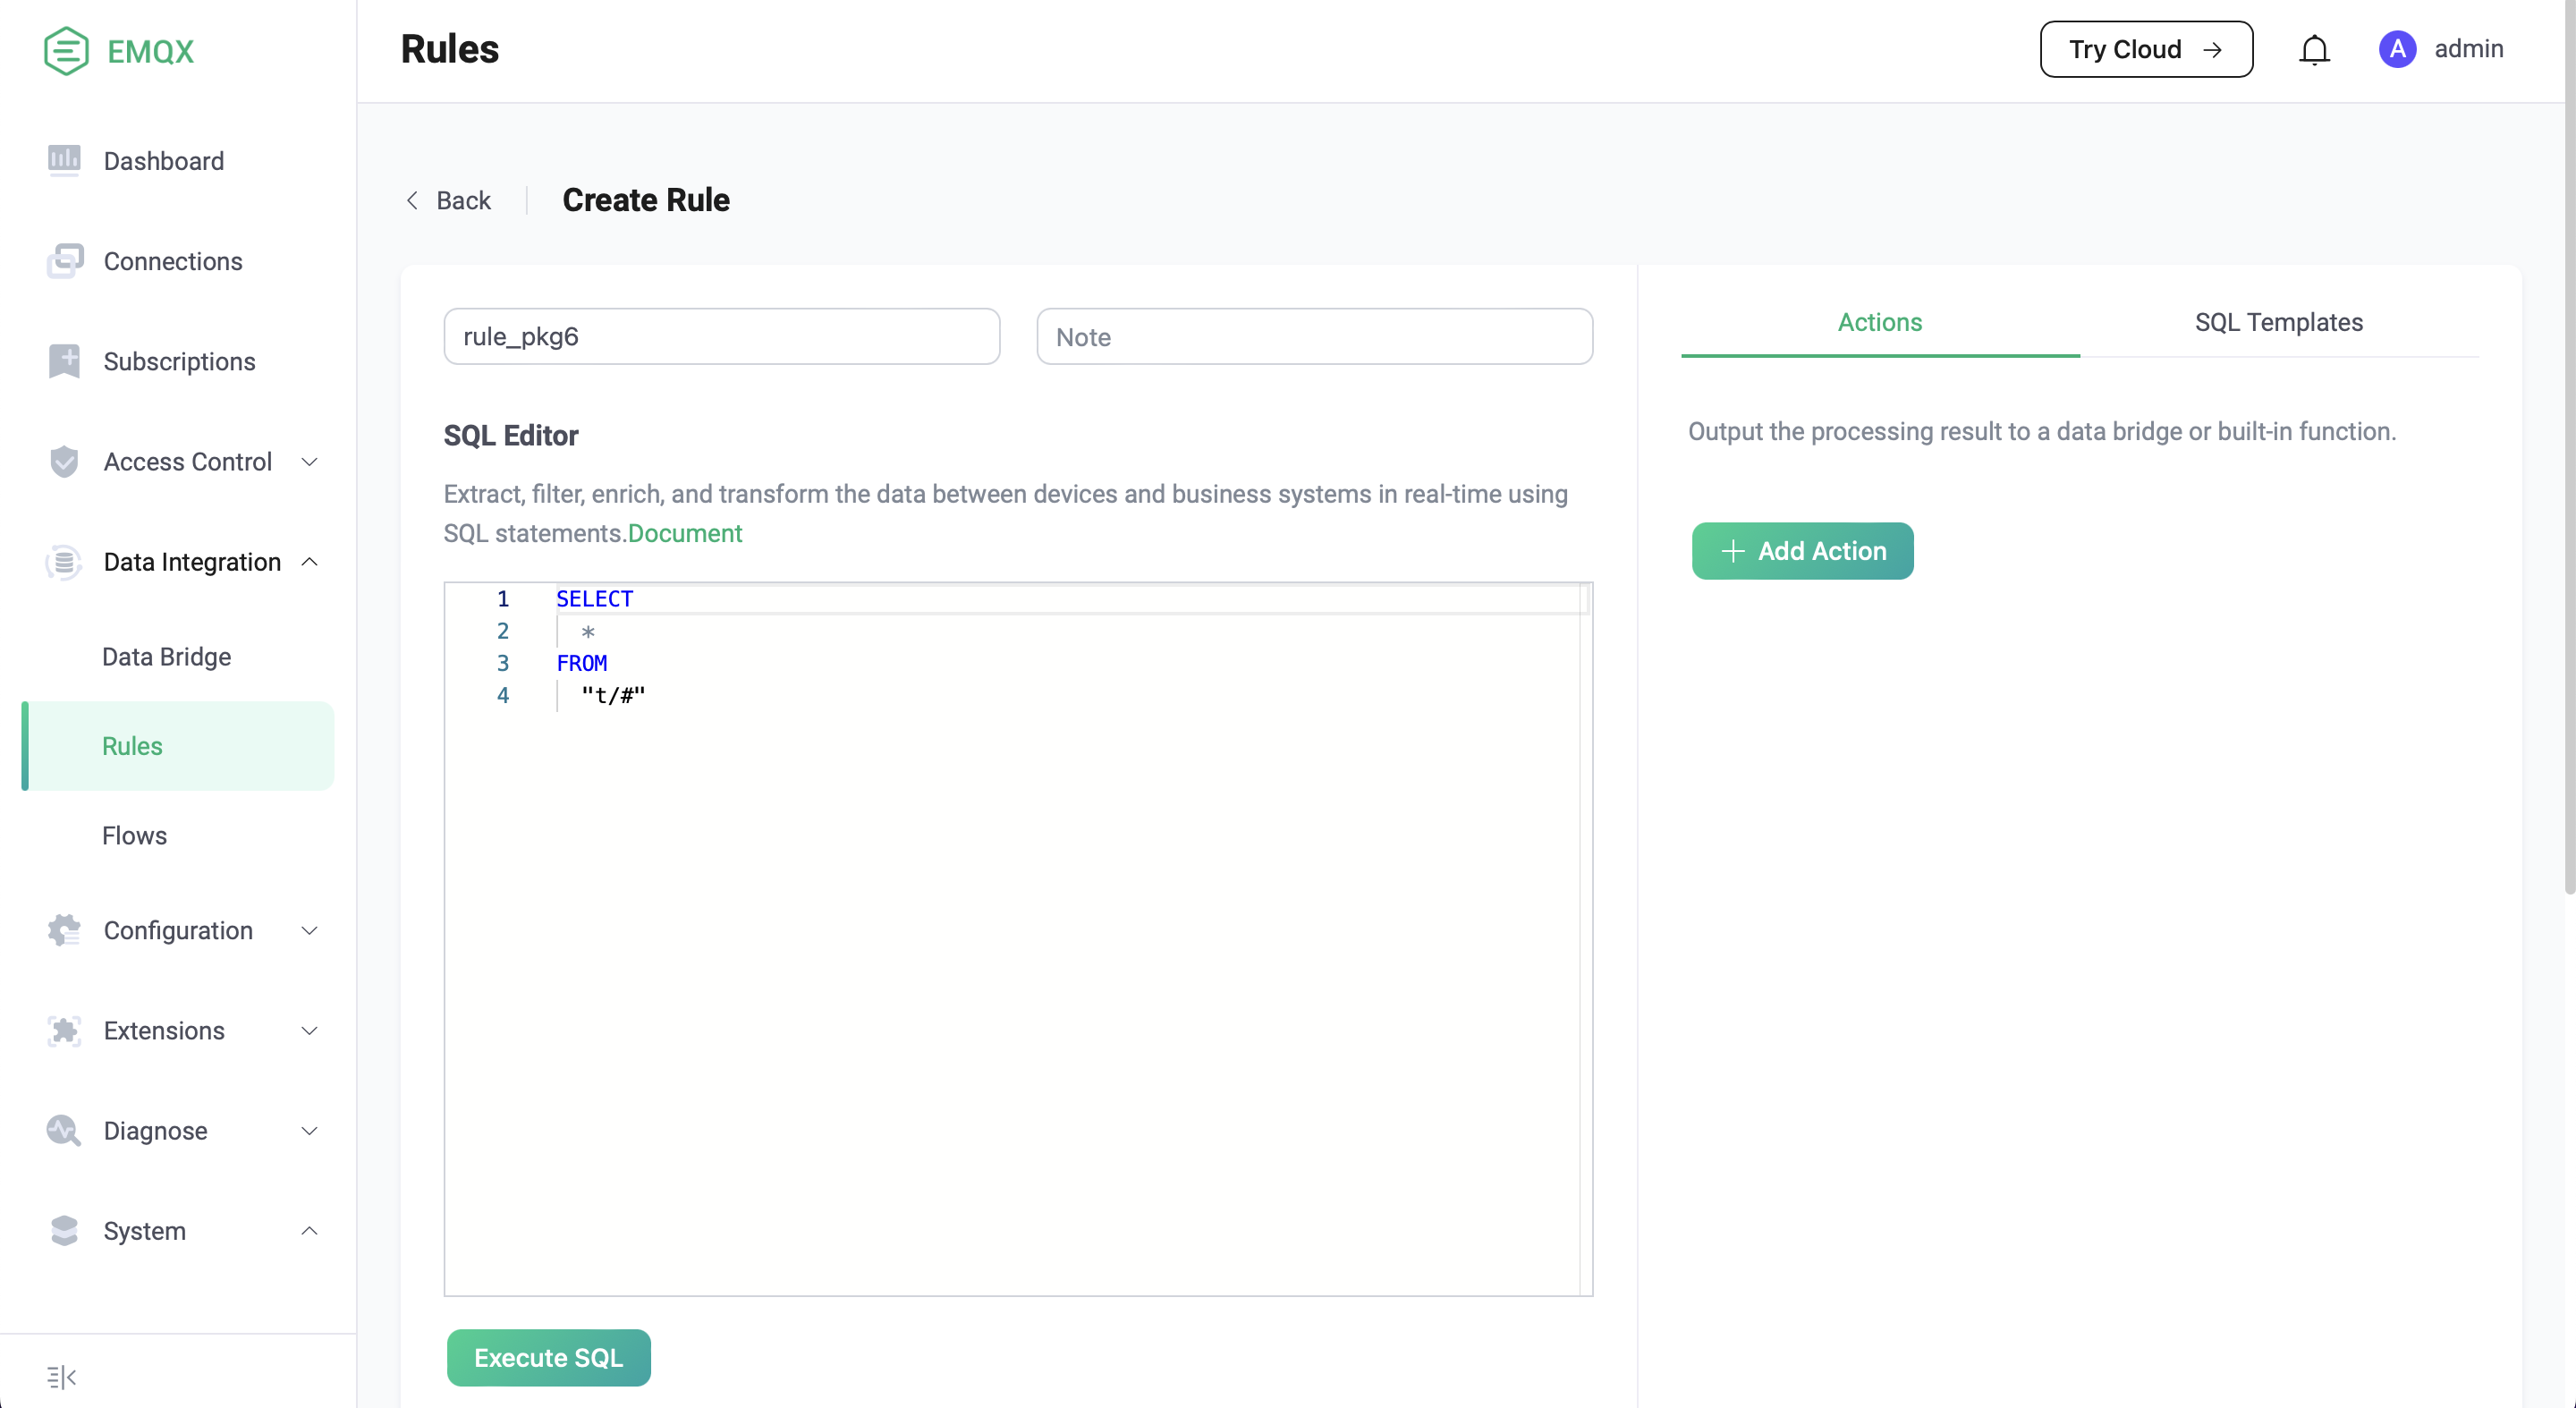 EMQX
Rules
Try Cloud →
A
admin
Dashboard
Connections
Subscriptions
Access Control
Data Integration
Data Bridge
Rules
Flows
Configuration
Extensions
Diagnose
System
Back
Create Rule
rule_pkg6
Note
SQL Editor
Extract, filter, enrich, and transform the data between devices and business systems in real-time using
SQL statements.Document
1 SELECT
2 *
3 FROM
4 "t/#"
Execute SQL
Actions
SQL Templates
Output the processing result to a data bridge or built-in function.
+ Add Action